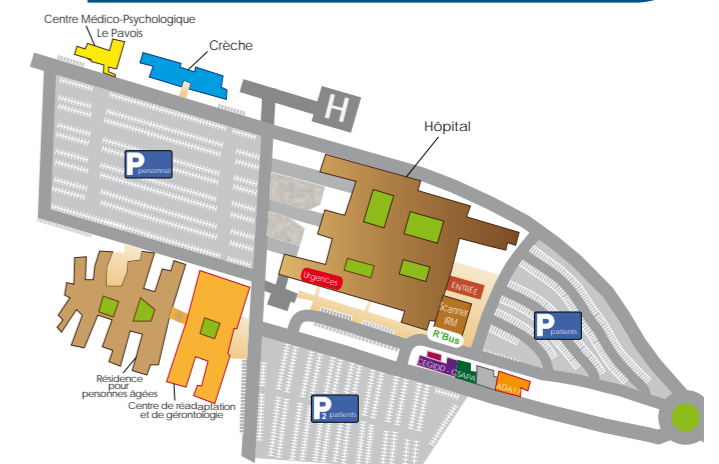 Centre Médico-Psychologique
Le Pavois
Crèche
H
Hôpital
P personnel
Urgences
ENTRÉE
Scanner
IRM
R'Bus
P patients
CEGIDD - CSAPA
Résidence
pour
personnes âgées
Centre de réadaptation
et de gérontologie
P2 patients